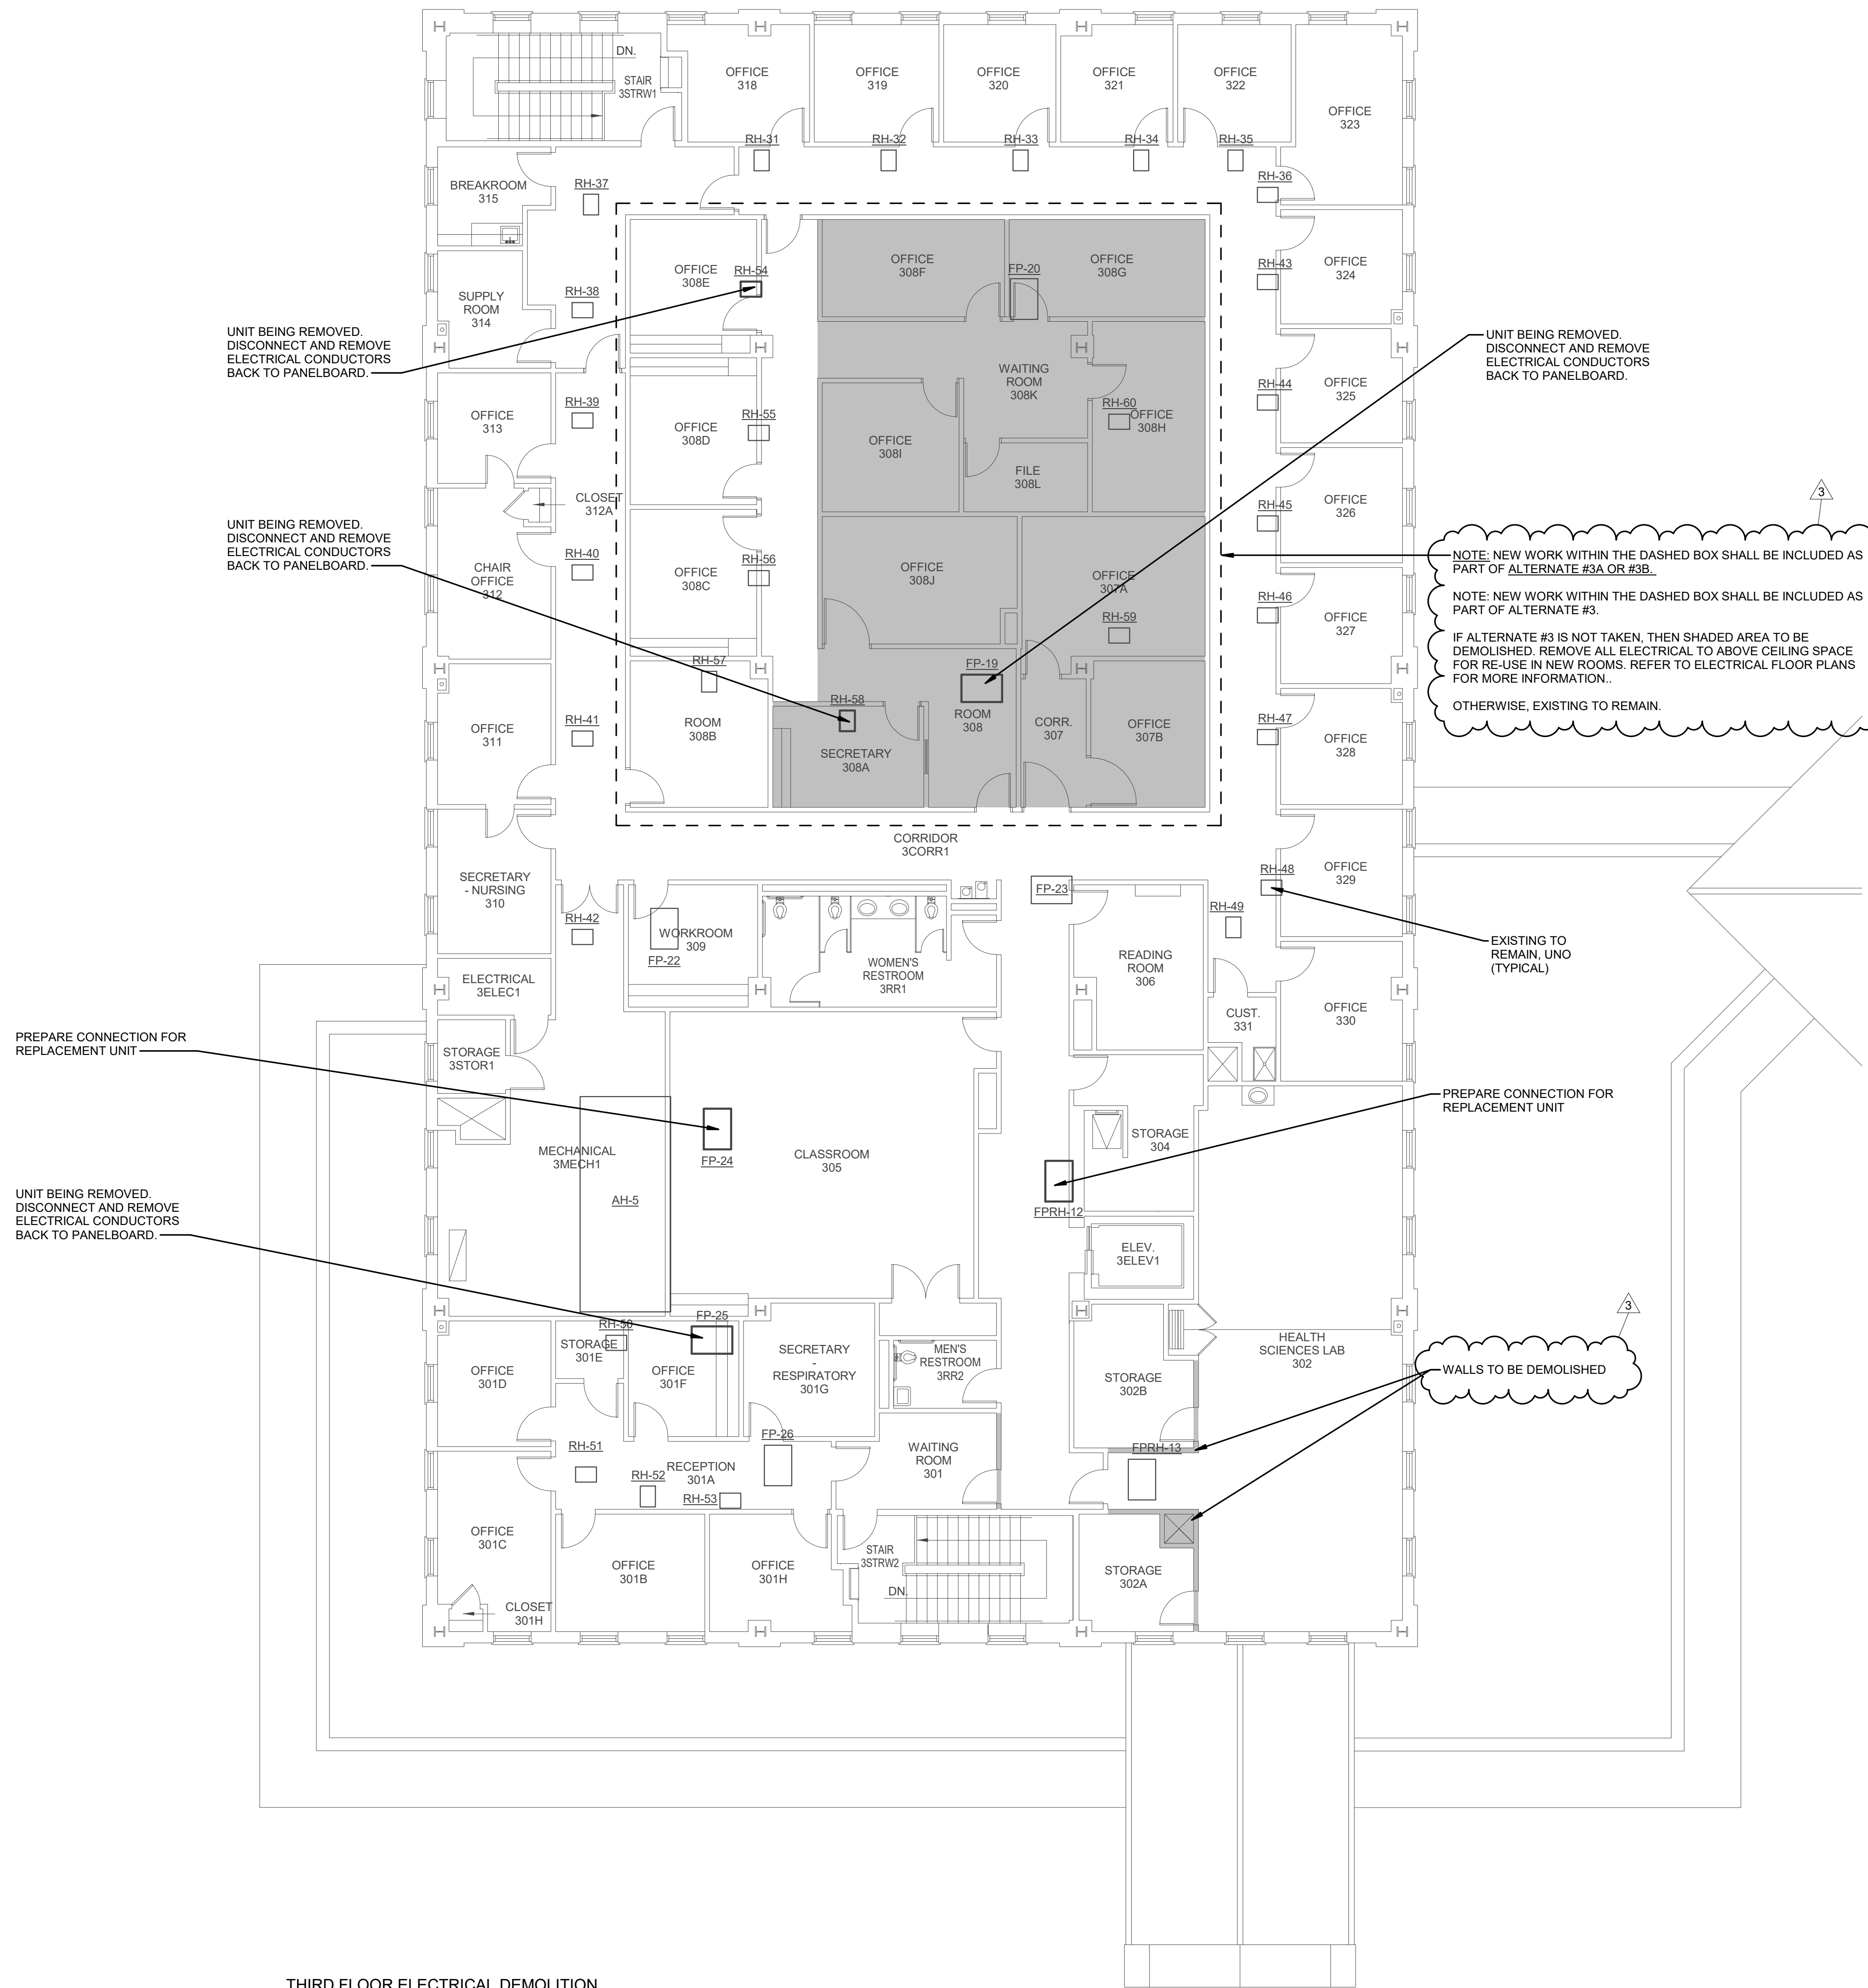 DN.
STAIR
3STRW1
OFFICE
318
OFFICE
319
OFFICE
320
OFFICE
321
OFFICE
322
OFFICE
323
RH-31
RH-32
RH-33
RH-34
RH-35
RH-36
BREAKROOM
315
RH-37
OFFICE
308E
RH-54
OFFICE
308F
FP-20
OFFICE
308G
RH-43
OFFICE
324
SUPPLY
ROOM
314
RH-38
UNIT BEING REMOVED.
DISCONNECT AND REMOVE
ELECTRICAL CONDUCTORS
BACK TO PANELBOARD.
UNIT BEING REMOVED.
DISCONNECT AND REMOVE
ELECTRICAL CONDUCTORS
BACK TO PANELBOARD.
WAITING
ROOM
308K
RH-44
OFFICE
325
OFFICE
313
RH-39
OFFICE
308D
RH-55
OFFICE
308I
RH-60
OFFICE
308H
FILE
308L
CLOSET
312A
RH-45
OFFICE
326
3
UNIT BEING REMOVED.
DISCONNECT AND REMOVE
ELECTRICAL CONDUCTORS
BACK TO PANELBOARD.
CHAIR
OFFICE
312
RH-40
OFFICE
308C
RH-56
OFFICE
308J
OFFICE
307A
RH-59
RH-46
OFFICE
327
NOTE: NEW WORK WITHIN THE DASHED BOX SHALL BE INCLUDED AS
PART OF ALTERNATE #3A OR #3B.
NOTE: NEW WORK WITHIN THE DASHED BOX SHALL BE INCLUDED AS
PART OF ALTERNATE #3.
IF ALTERNATE #3 IS NOT TAKEN, THEN SHADED AREA TO BE
DEMOLISHED. REMOVE ALL ELECTRICAL TO ABOVE CEILING SPACE
FOR RE-USE IN NEW ROOMS. REFER TO ELECTRICAL FLOOR PLANS
FOR MORE INFORMATION..
OTHERWISE, EXISTING TO REMAIN.
OFFICE
311
RH-41
RH-57
ROOM
308B
RH-58
SECRETARY
308A
FP-19
ROOM
308
CORR.
307
OFFICE
307B
RH-47
OFFICE
328
CORRIDOR
3CORR1
SECRETARY
- NURSING
310
RH-42
WORKROOM
309
FP-22
WOMEN'S
RESTROOM
3RR1
FP-23
READING
ROOM
306
RH-48
RH-49
OFFICE
329
EXISTING TO
REMAIN, UNO
(TYPICAL)
ELECTRICAL
3ELEC1
CUST.
331
OFFICE
330
PREPARE CONNECTION FOR
REPLACEMENT UNIT
STORAGE
3STOR1
PREPARE CONNECTION FOR
REPLACEMENT UNIT
MECHANICAL
3MECH1
AH-5
FP-24
CLASSROOM
305
STORAGE
304
FPRH-12
UNIT BEING REMOVED.
DISCONNECT AND REMOVE
ELECTRICAL CONDUCTORS
BACK TO PANELBOARD.
ELEV.
3ELEV1
3
OFFICE
301D
STORAGE
301E
RH-50
OFFICE
301F
FP-25
SECRETARY
-
RESPIRATORY
301G
MEN'S
RESTROOM
3RR2
STORAGE
302B
HEALTH
SCIENCES LAB
302
WALLS TO BE DEMOLISHED
RH-51
RH-52
RECEPTION
301A
RH-53
FP-26
WAITING
ROOM
301
FPRH-13
OFFICE
301C
OFFICE
301B
OFFICE
301H
STAIR
3STRW2
DN.
STORAGE
302A
CLOSET
301H
THIRD FLOOR ELECTRICAL DEMOLITION